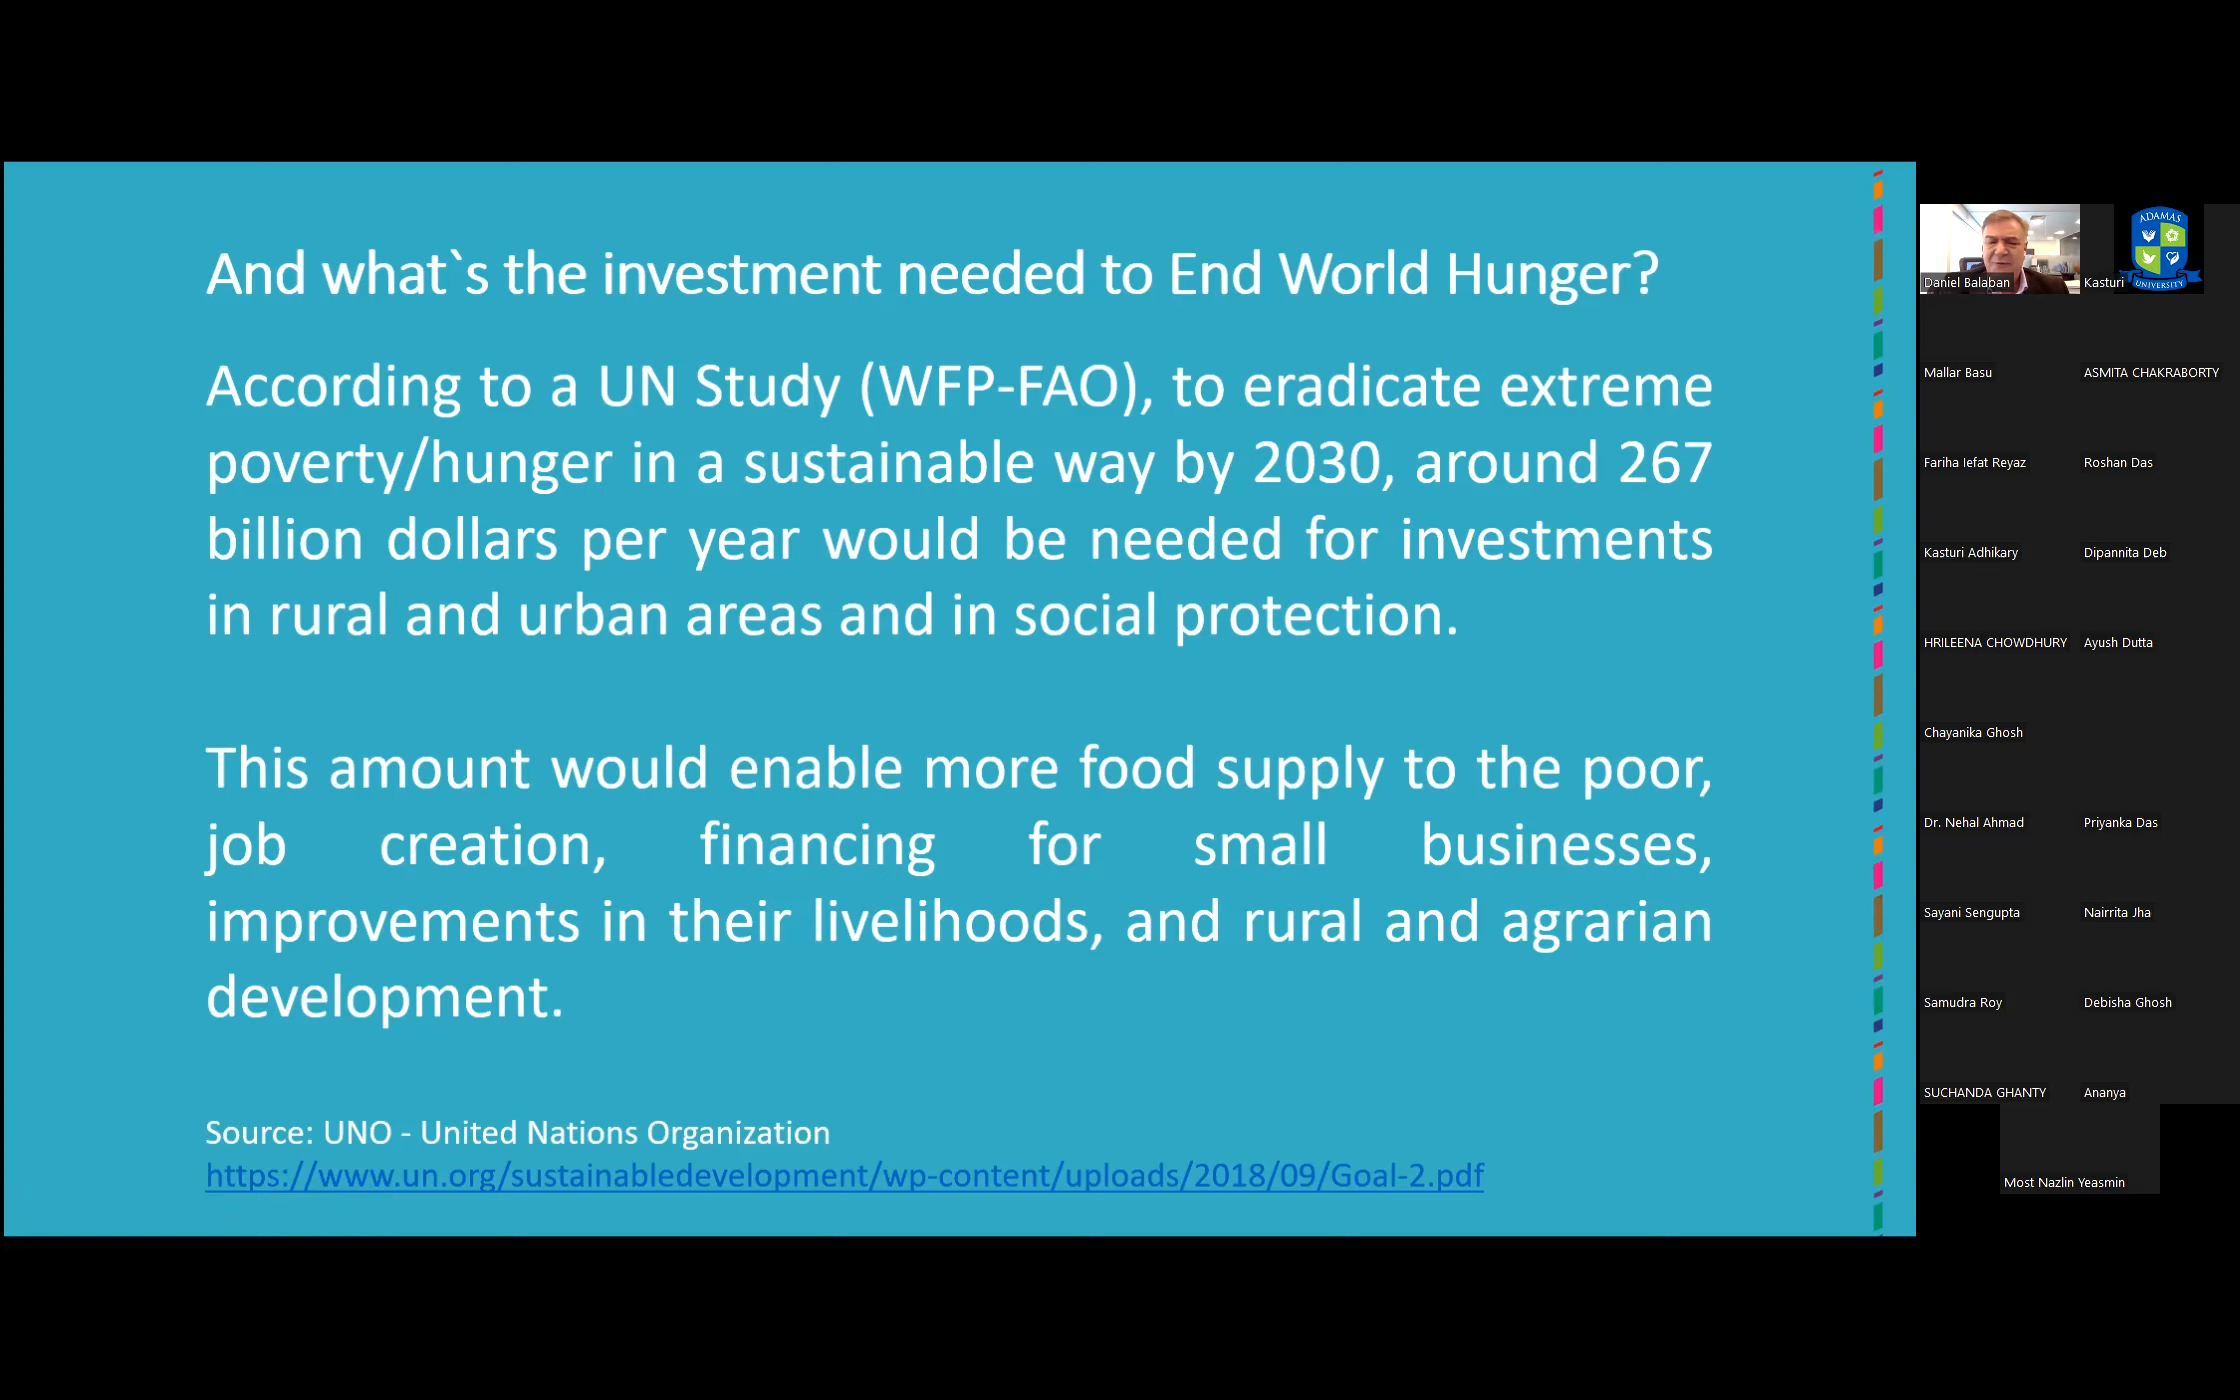 And what`s the investment needed to End World Hunger?
According to a UN Study (WFP-FAO), to eradicate extreme
poverty/hunger in a sustainable way by 2030, around 267
billion dollars per year would be needed for investments
in rural and urban areas and in social protection.
This amount would enable more food supply to the poor,
job creation, financing for small businesses,
improvements in their livelihoods, and rural and agrarian
development.
Source: UNO - United Nations Organization
https://www.un.org/sustainabledevelopment/wp-content/uploads/2018/09/Goal-2.pdf
ADAMAS
UNIVERSITY
Daniel Balaban
Kasturi
Mallar Basu
ASMITA CHAKRABORTY
Fariha Iefat Reyaz
Roshan Das
Kasturi Adhikary
Dipannita Deb
HRILEENA CHOWDHURY
Ayush Dutta
Chayanika Ghosh
Dr. Nehal Ahmad
Priyanka Das
Sayani Sengupta
Nairrita Jha
Samudra Roy
Debisha Ghosh
SUCHANDA GHANTY
Ananya
Most Nazlin Yeasmin